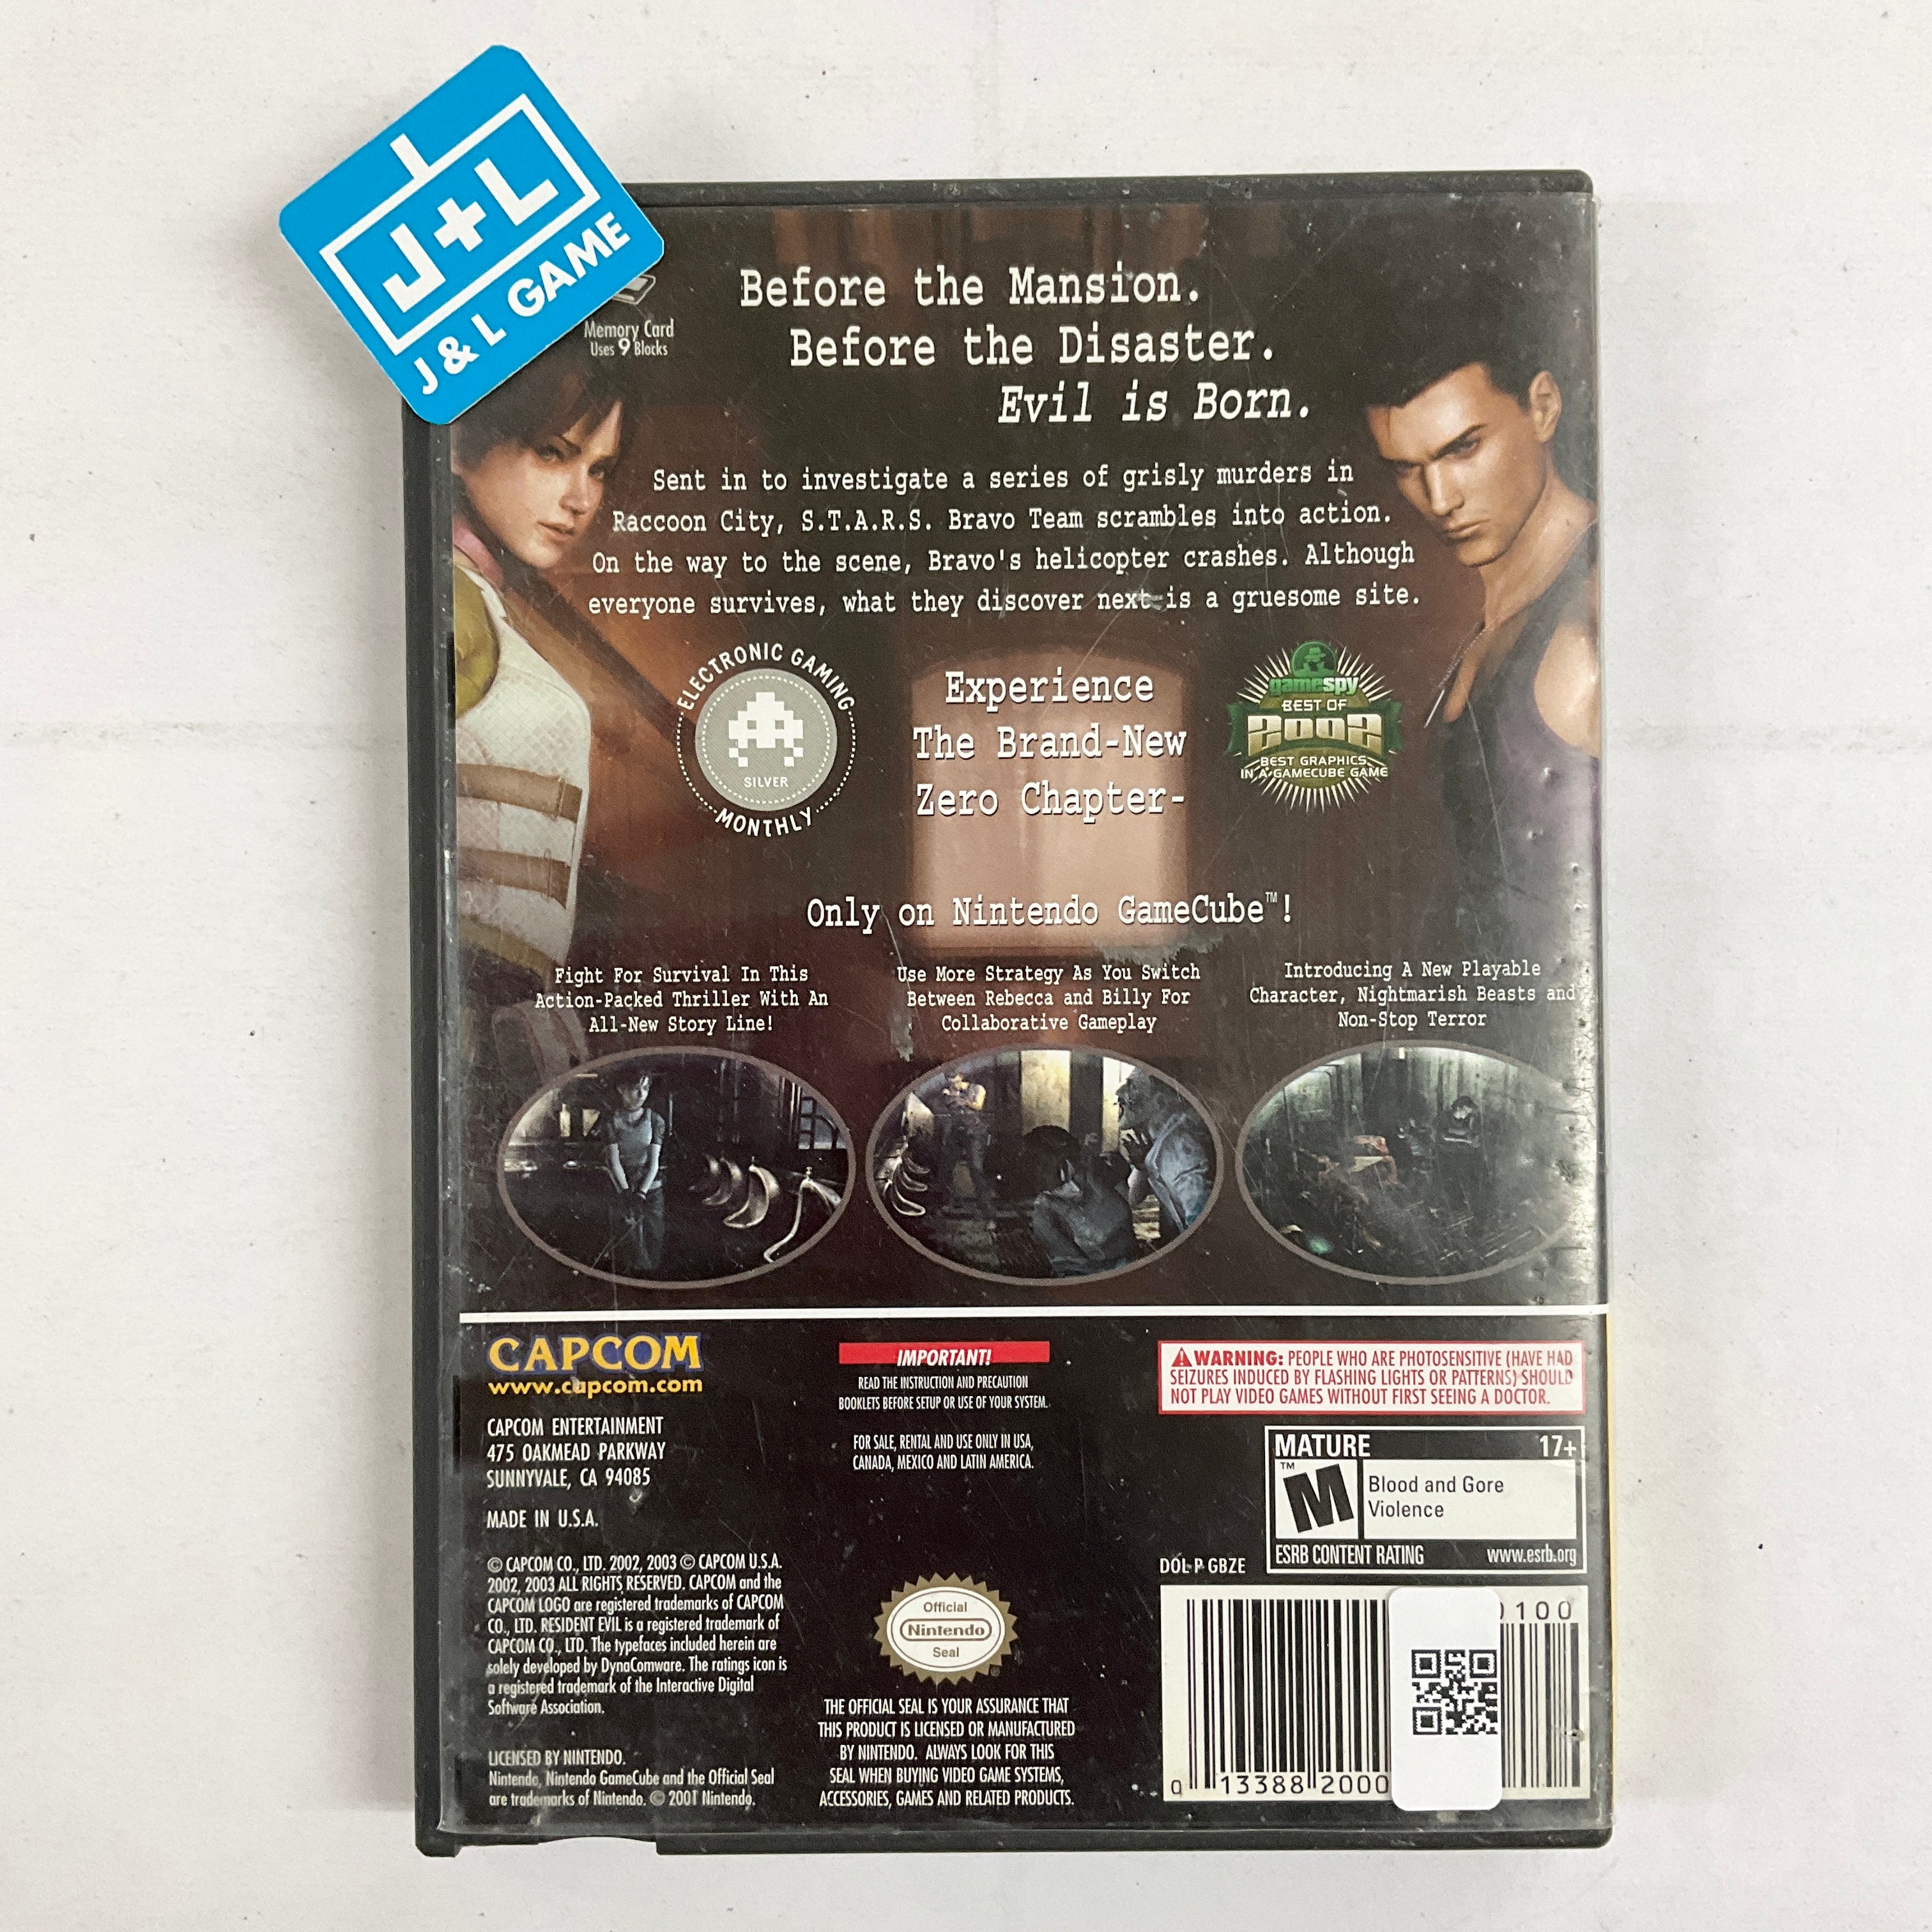 J+L
J & L GAME
Memory Card
Uses 9 Blocks
Before the Mansion.
Before the Disaster.
Evil is Born.
Sent in to investigate a series of grisly murders in
Raccoon City, S.T.A.R.S. Bravo Team scrambles into action.
On the way to the scene, Bravo's helicopter crashes. Although
everyone survives, what they discover next is a gruesome site.
ELECTRONIC GAMING
SILVER
MONTHLY
Experience
The Brand-New
Zero Chapter-
gamespy
BEST OF
2002
BEST GRAPHICS
IN A GAMECUBE GAME
Only on Nintendo GameCube™!
Fight For Survival In This
Action-Packed Thriller With An
All-New Story Line!
Use More Strategy As You Switch
Between Rebecca and Billy For
Collaborative Gameplay
Introducing A New Playable
Character, Nightmarish Beasts and
Non-Stop Terror
CAPCOM
www.capcom.com
CAPCOM ENTERTAINMENT
475 OAKMEAD PARKWAY
SUNNYVALE, CA 94085
MADE IN U.S.A.
© CAPCOM CO., LTD. 2002, 2003 © CAPCOM U.S.A.
2002, 2003 ALL RIGHTS RESERVED. CAPCOM and the
CAPCOM LOGO are registered trademarks of CAPCOM
CO., LTD. RESIDENT EVIL is a registered trademark of
CAPCOM CO., LTD. The typefaces included herein are
solely developed by DynaComware. The ratings icon is
a registered trademark of the Interactive Digital
Software Association.
LICENSED BY NINTENDO.
Nintendo, Nintendo GameCube and the Official Seal
are trademarks of Nintendo. © 2001 Nintendo.
IMPORTANT!
READ THE INSTRUCTION AND PRECAUTION
BOOKLETS BEFORE SETUP OR USE OF YOUR SYSTEM.
FOR SALE, RENTAL AND USE ONLY IN USA,
CANADA, MEXICO AND LATIN AMERICA.
Official
Nintendo
Seal
®
THE OFFICIAL SEAL IS YOUR ASSURANCE THAT
THIS PRODUCT IS LICENSED OR MANUFACTURED
BY NINTENDO. ALWAYS LOOK FOR THIS
SEAL WHEN BUYING VIDEO GAME SYSTEMS,
ACCESSORIES, GAMES AND RELATED PRODUCTS.
WARNING: PEOPLE WHO ARE PHOTOSENSITIVE (HAVE HAD
SEIZURES INDUCED BY FLASHING LIGHTS OR PATTERNS) SHOULD
NOT PLAY VIDEO GAMES WITHOUT FIRST SEEING A DOCTOR.
MATURE 17+
™
M
Blood and Gore
Violence
ESRB CONTENT RATING www.esrb.org
DOL P GBZE
0100
0 13388 2000